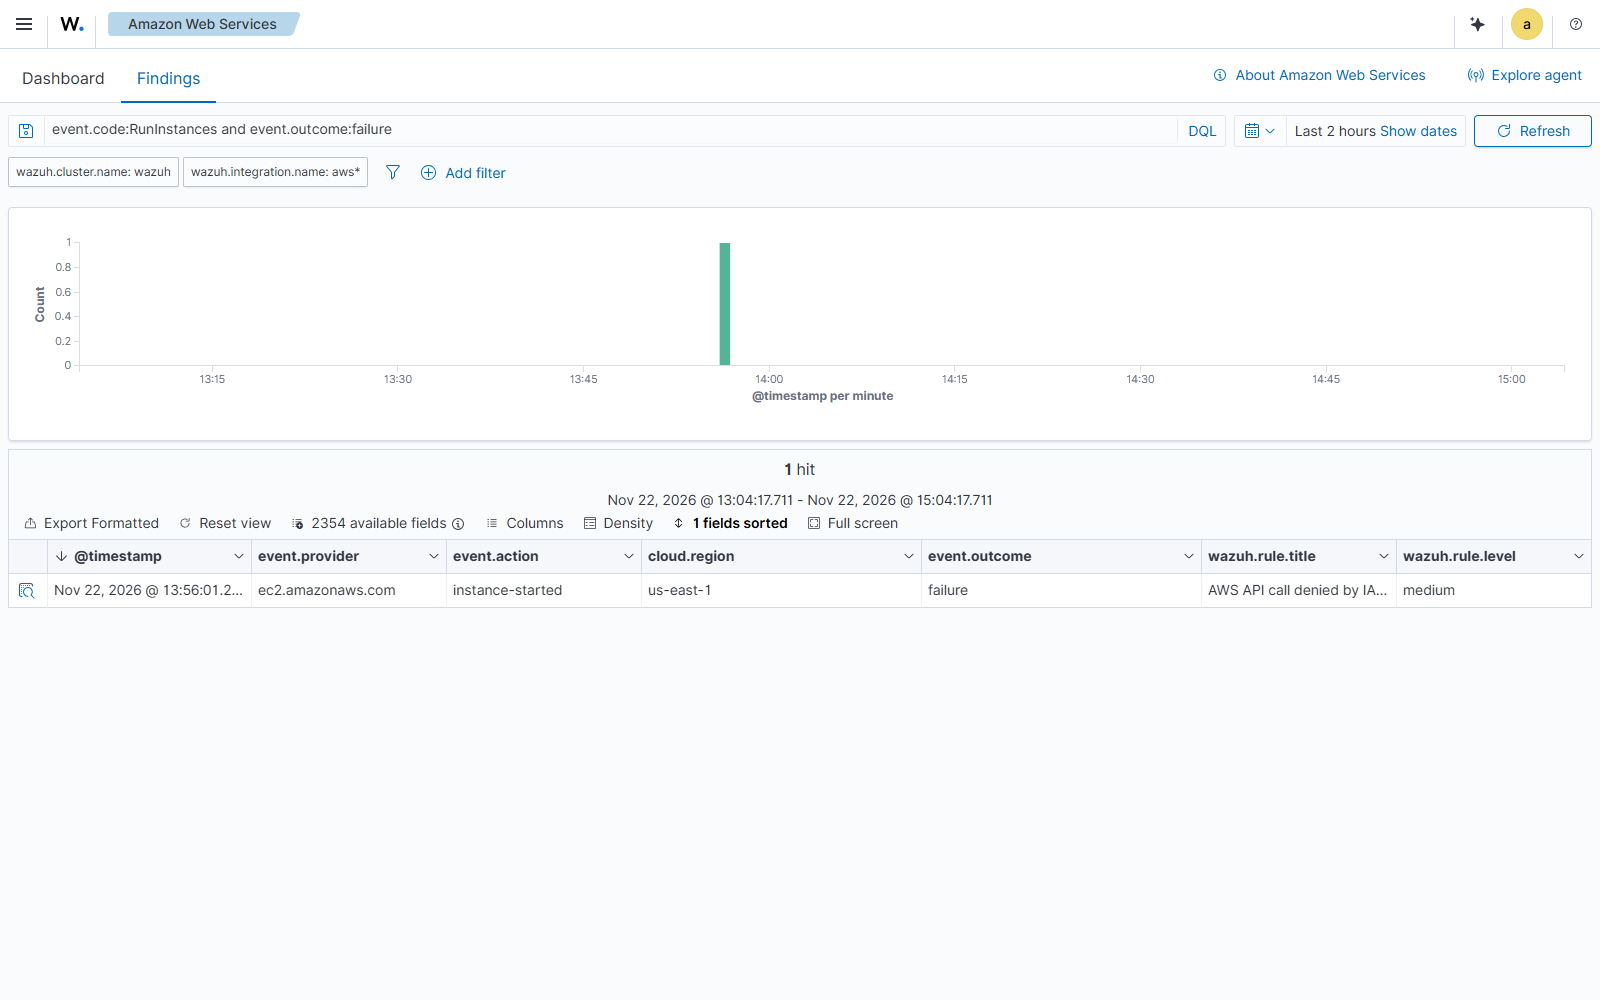 W.
Amazon Web Services
a
Dashboard
Findings
About Amazon Web Services
Explore agent
event.code:RunInstances and event.outcome:failure
DQL
Last 2 hours Show dates
Refresh
wazuh.cluster.name: wazuh
wazuh.integration.name: aws*
Add filter
Count
1
0.8
0.6
0.4
0.2
0
13:15
13:30
13:45
14:00
14:15
14:30
14:45
15:00
@timestamp per minute
1 hit
Nov 22, 2026 @ 13:04:17.711 - Nov 22, 2026 @ 15:04:17.711
Export Formatted
Reset view
2354 available fields
Columns
Density
1 fields sorted
Full screen
@timestamp
event.provider
event.action
cloud.region
event.outcome
wazuh.rule.title
wazuh.rule.level
Nov 22, 2026 @ 13:56:01.2...
ec2.amazonaws.com
instance-started
us-east-1
failure
AWS API call denied by IA...
medium